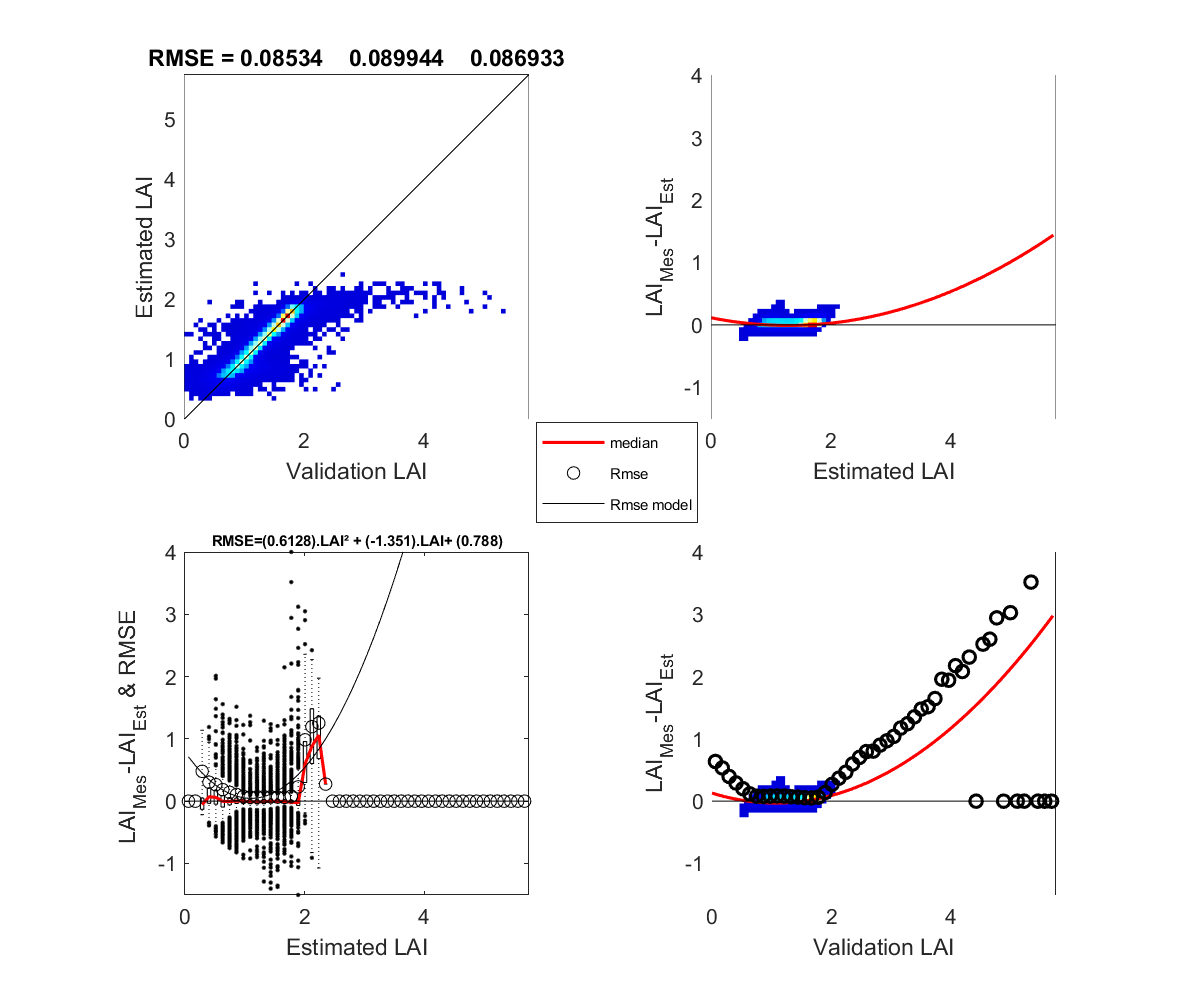 RMSE = 0.08534 0.089944 0.086933
Estimated LAI
5
4
3
2
1
0
0 2 4
Validation LAI
LAI_Mes-LAI_Est
4
3
2
1
0
-1
0 2 4
Estimated LAI
median
Rmse
Rmse model
RMSE=(0.6128).LAI² + (-1.351).LAI+ (0.788)
LAI_Mes-LAI_Est & RMSE
4
3
2
1
0
-1
0 2 4
Estimated LAI
LAI_Mes-LAI_Est
4
3
2
1
0
-1
0 2 4
Validation LAI